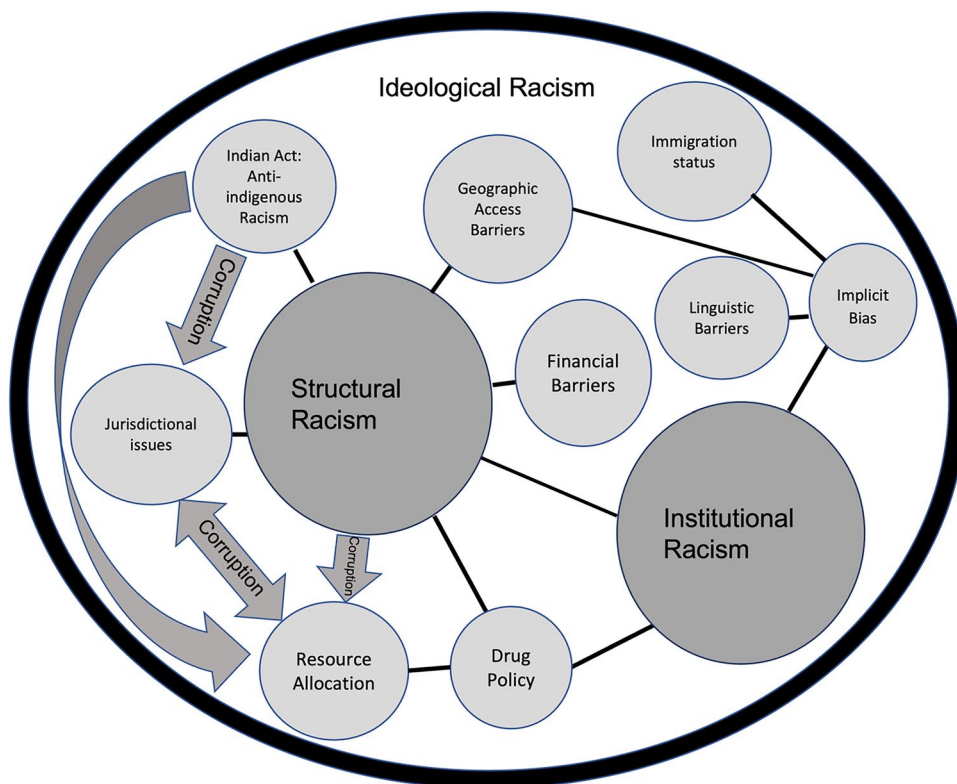 Ideological Racism
Immigration
status
Indian Act:
Anti-
indigenous
Racism
Geographic
Access
Barriers
Corruption
Linguistic
Barriers
Implicit
Bias
Financial
Barriers
Structural
Racism
Jurisdictional
issues
Institutional
Racism
Corruption
Corruption
Resource
Allocation
Drug
Policy